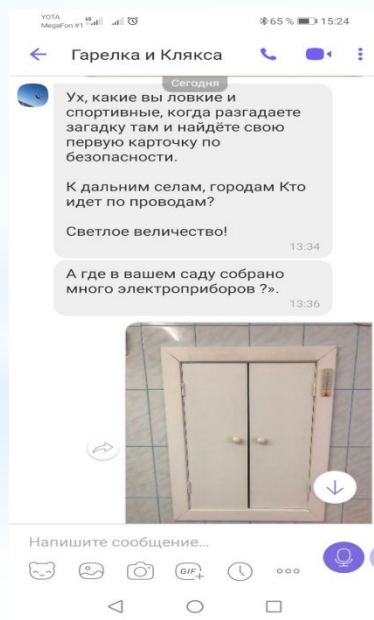 YOTA
MegaFon #1
65 % 15:24
Гарелка и Клякса
Сегодня
Ух, какие вы ловкие и
спортивные, когда разгадаете
загадку там и найдёте свою
первую карточку по
безопасности.
К дальним селам, городам Кто
идет по проводам?
Светлое величество!
13:34
А где в вашем саду собрано
много электроприборов ?».
13:36
Напишите сообщение...
GIF